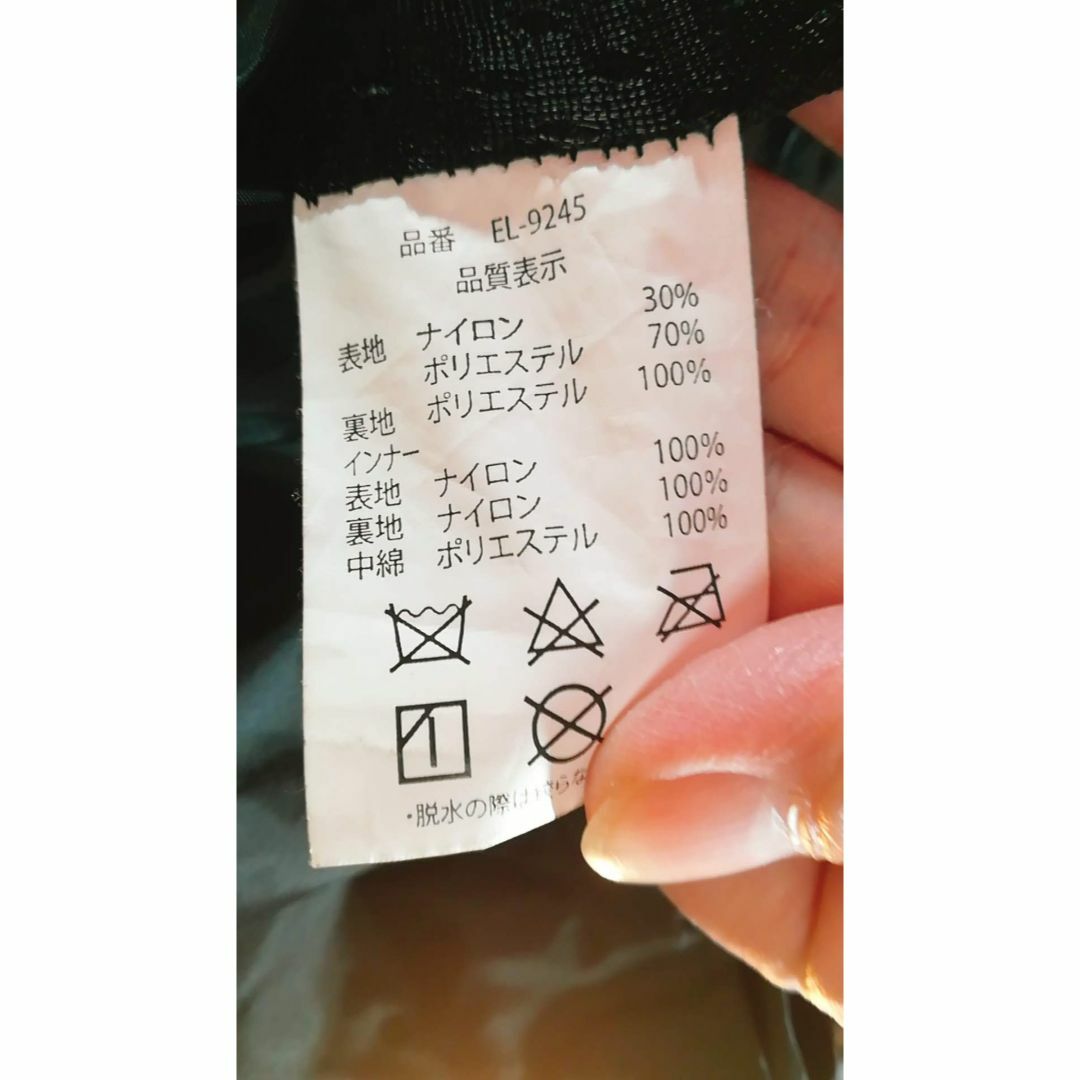 品番 EL-9245
品質表示
表地 ナイロン 30%
ポリエステル 70%
裏地 ポリエステル 100%
インナー
表地 ナイロン 100%
裏地 ナイロン 100%
中綿 ポリエステル 100%
・脱水の際は